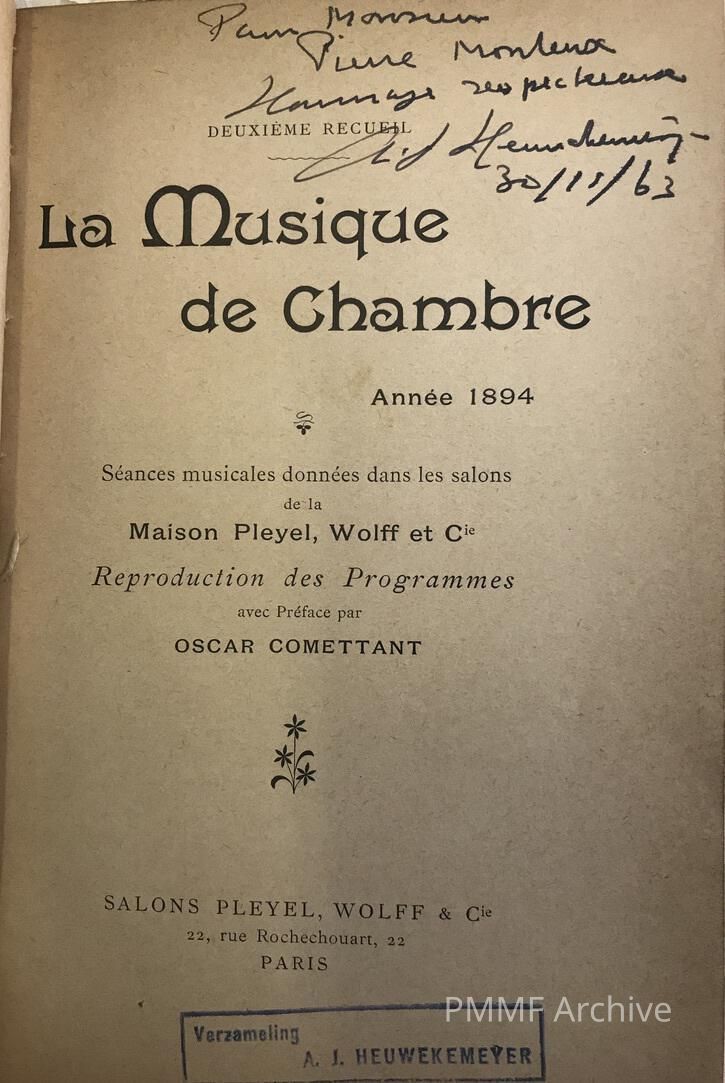 Pour Monsieur
Pierre Monteux
Hommage respectueux
A.J. Heuwekemeijer
30/11/63
DEUXIÈME RECUEIL
La Musique
de Chambre
Année 1894
Séances musicales données dans les salons
de la
Maison Pleyel, Wolff et Cie
Reproduction des Programmes
avec Préface par
OSCAR COMETTANT
SALONS PLEYEL, WOLFF & Cie
22, rue Rochechouart, 22
PARIS
PMMF Archive
Verzameling
A. J. HEUWEKEMEYER